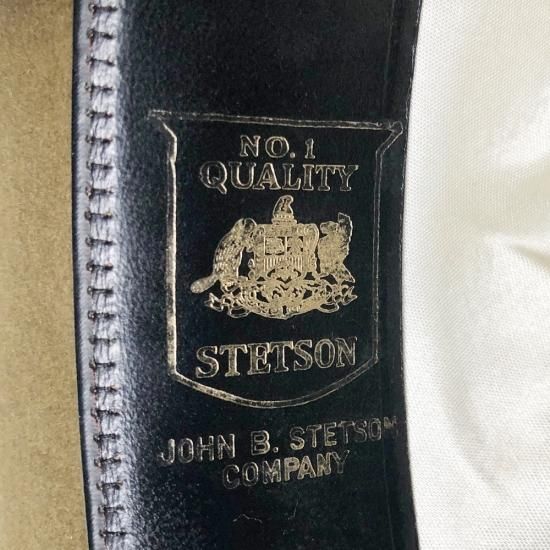 NO. 1
QUALITY
STETSON
JOHN B. STETSON
COMPANY